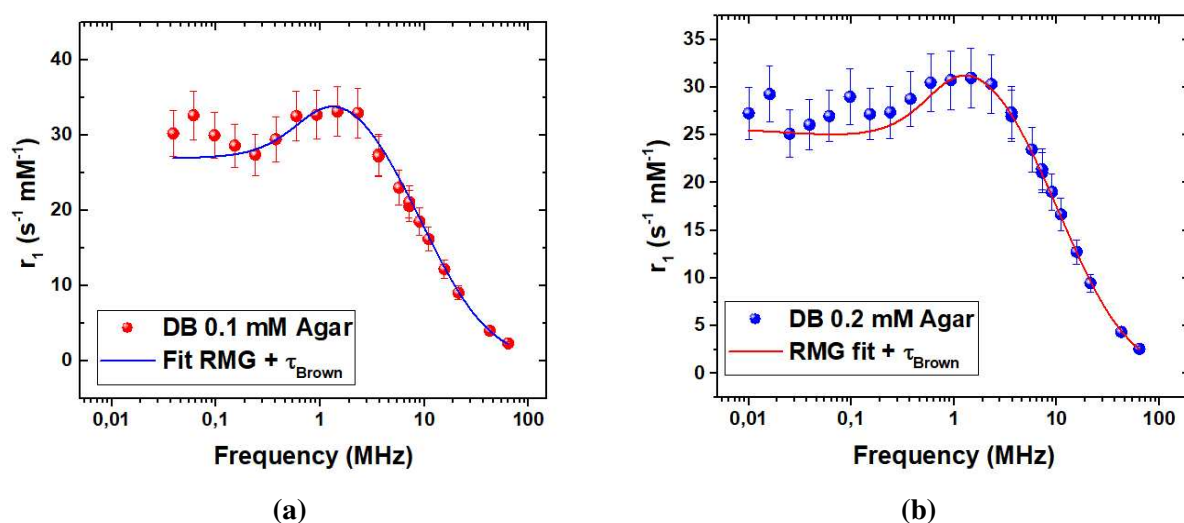 40
30
20
10
0
r₁ (s⁻¹ mM⁻¹)
DB 0.1 mM Agar
Fit RMG + τ_Brown
0,01 0,1 1 10 100
Frequency (MHz)
(a)
35
30
25
20
15
10
5
0
r₁ (s⁻¹ mM⁻¹)
DB 0.2 mM Agar
RMG fit + τ_Brown
0,01 0,1 1 10 100
Frequency (MHz)
(b)